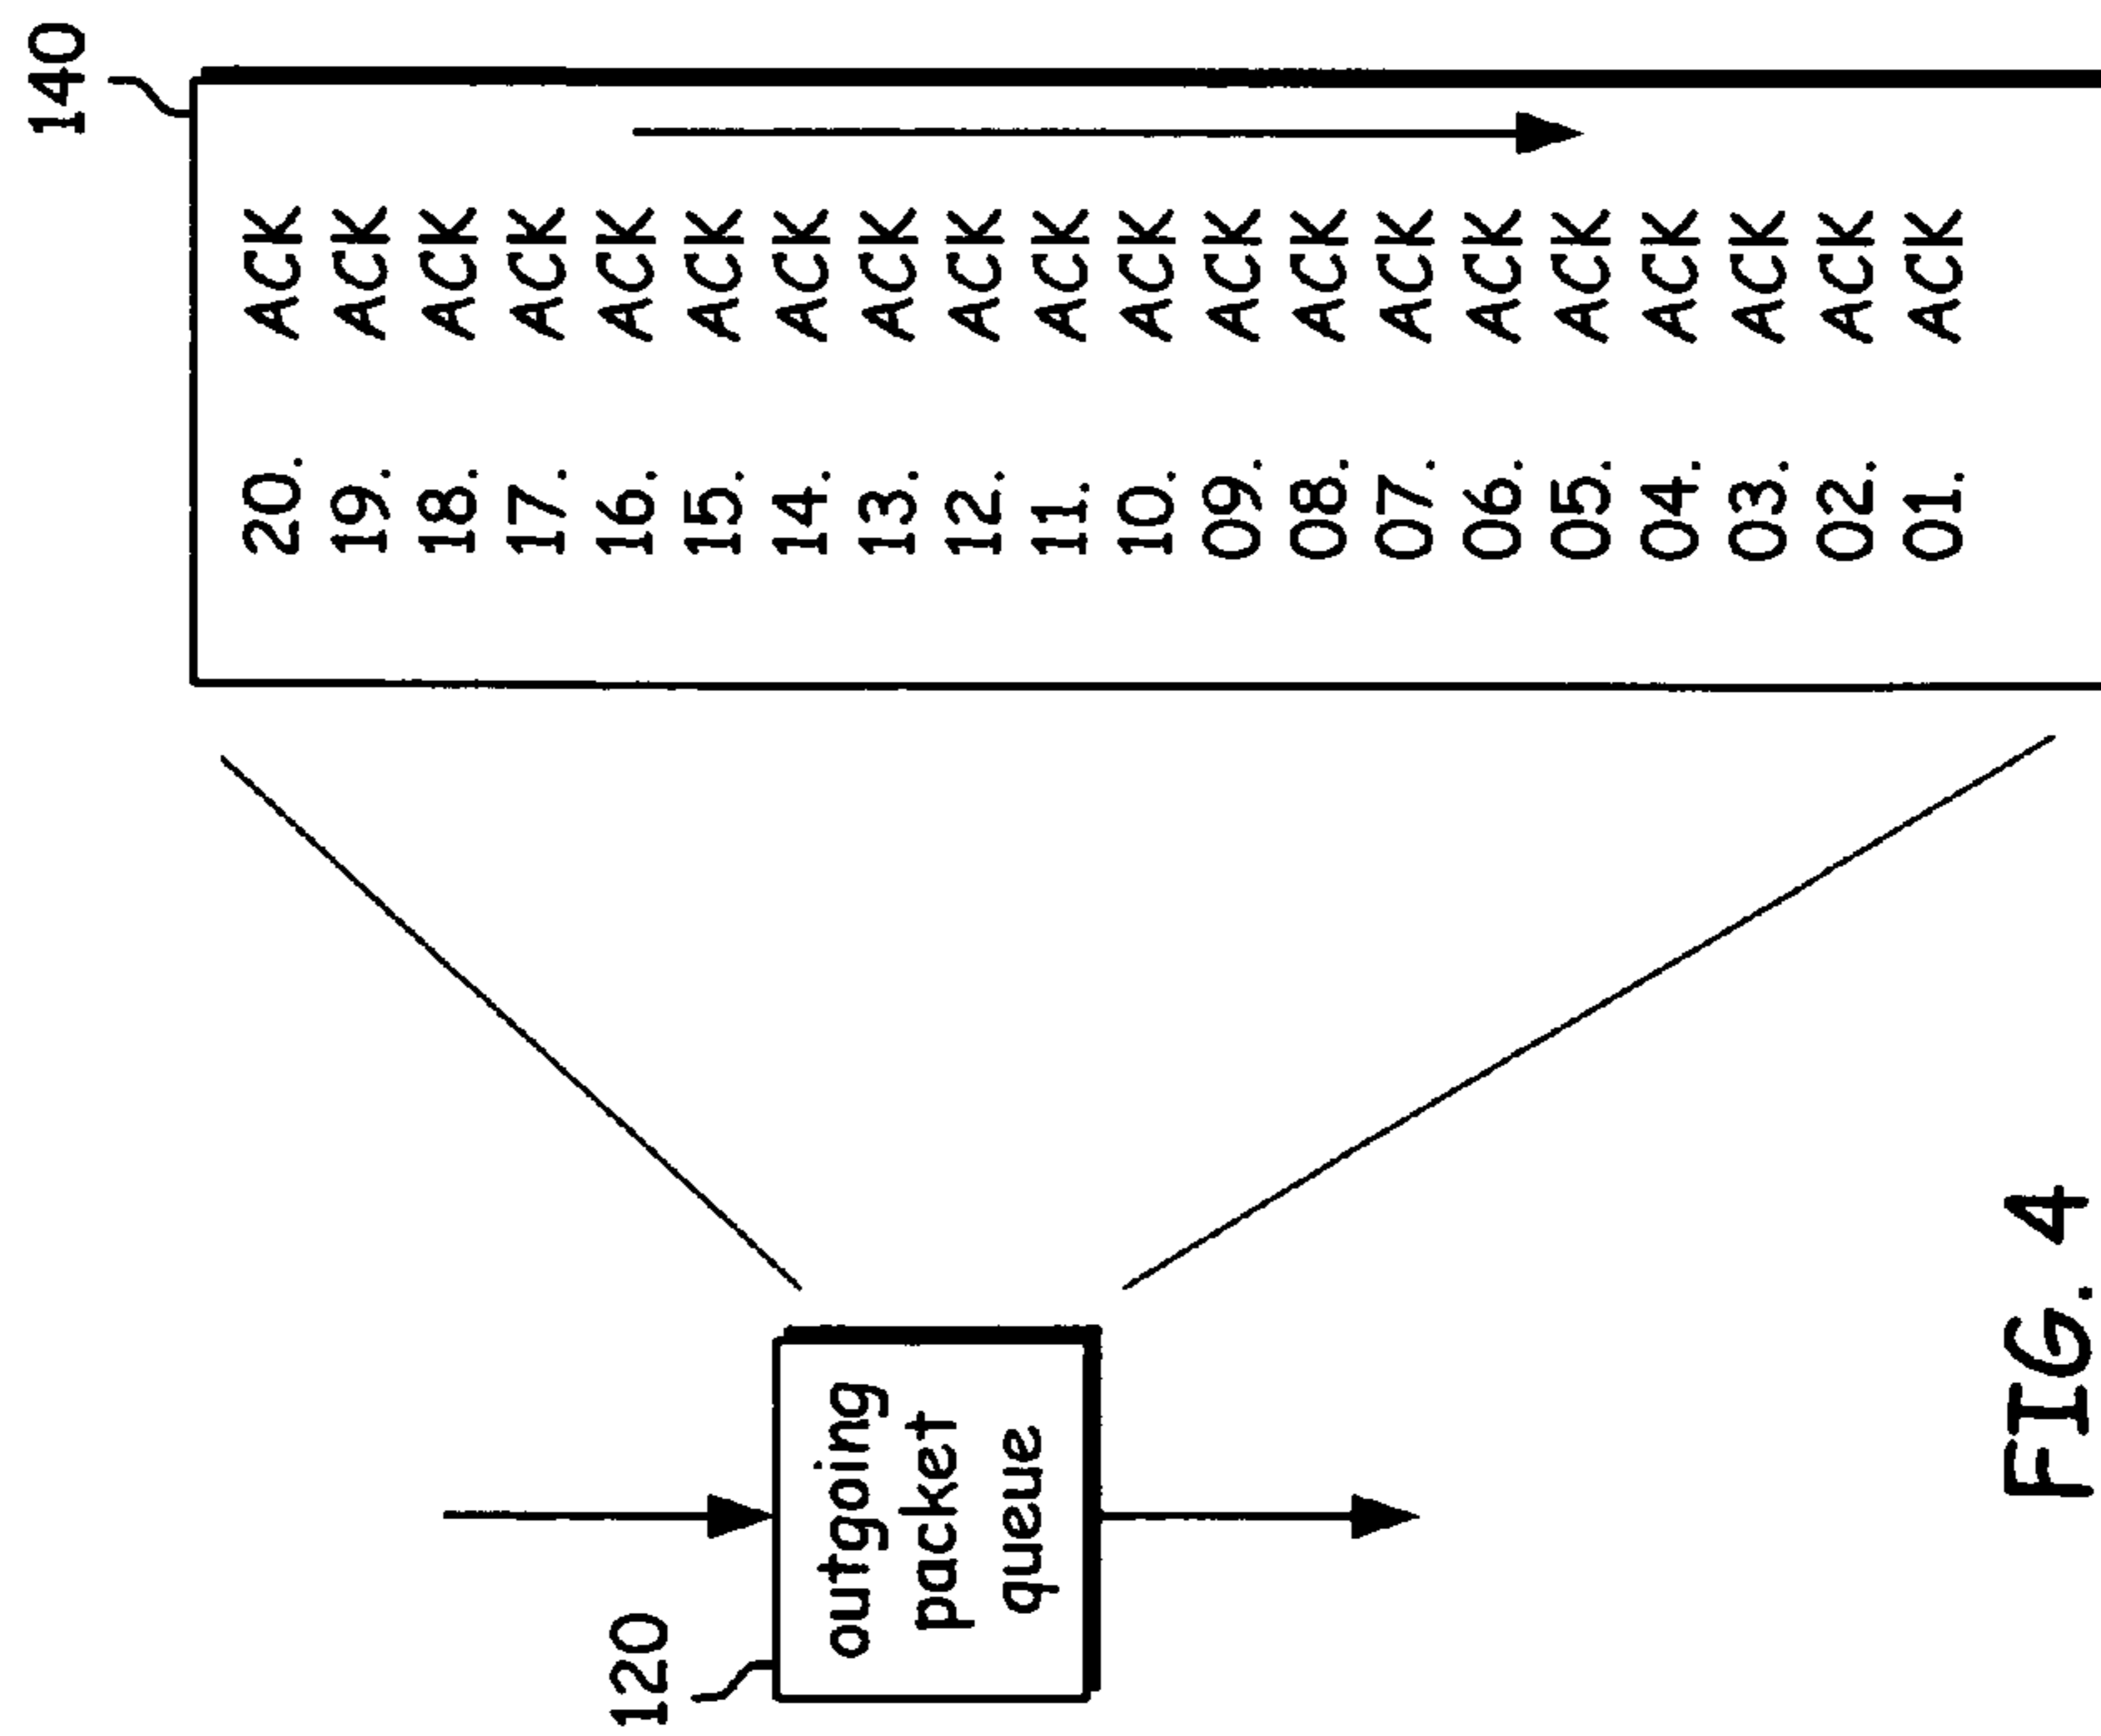 140
20. ACK
19. ACK
18. ACK
17. ACK
16. ACK
15. ACK
14. ACK
13. ACK
12. ACK
11. ACK
10. ACK
09. ACK
08. ACK
07. ACK
06. ACK
05. ACK
04. ACK
03. ACK
02. ACK
01. ACK
120
outgoing
packet
queue
FIG. 4